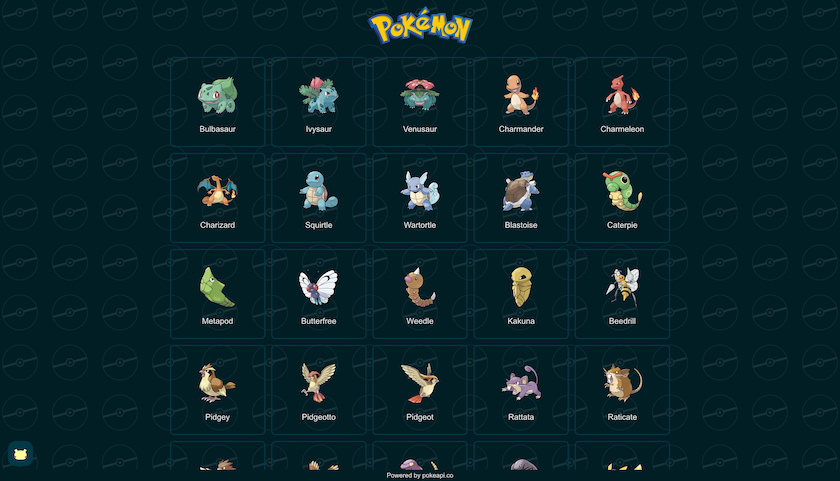 POKéMON
Bulbasaur
Ivysaur
Venusaur
Charmander
Charmeleon
Charizard
Squirtle
Wartortle
Blastoise
Caterpie
Metapod
Butterfree
Weedle
Kakuna
Beedrill
Pidgey
Pidgeotto
Pidgeot
Rattata
Raticate
Powered by pokeapi.co